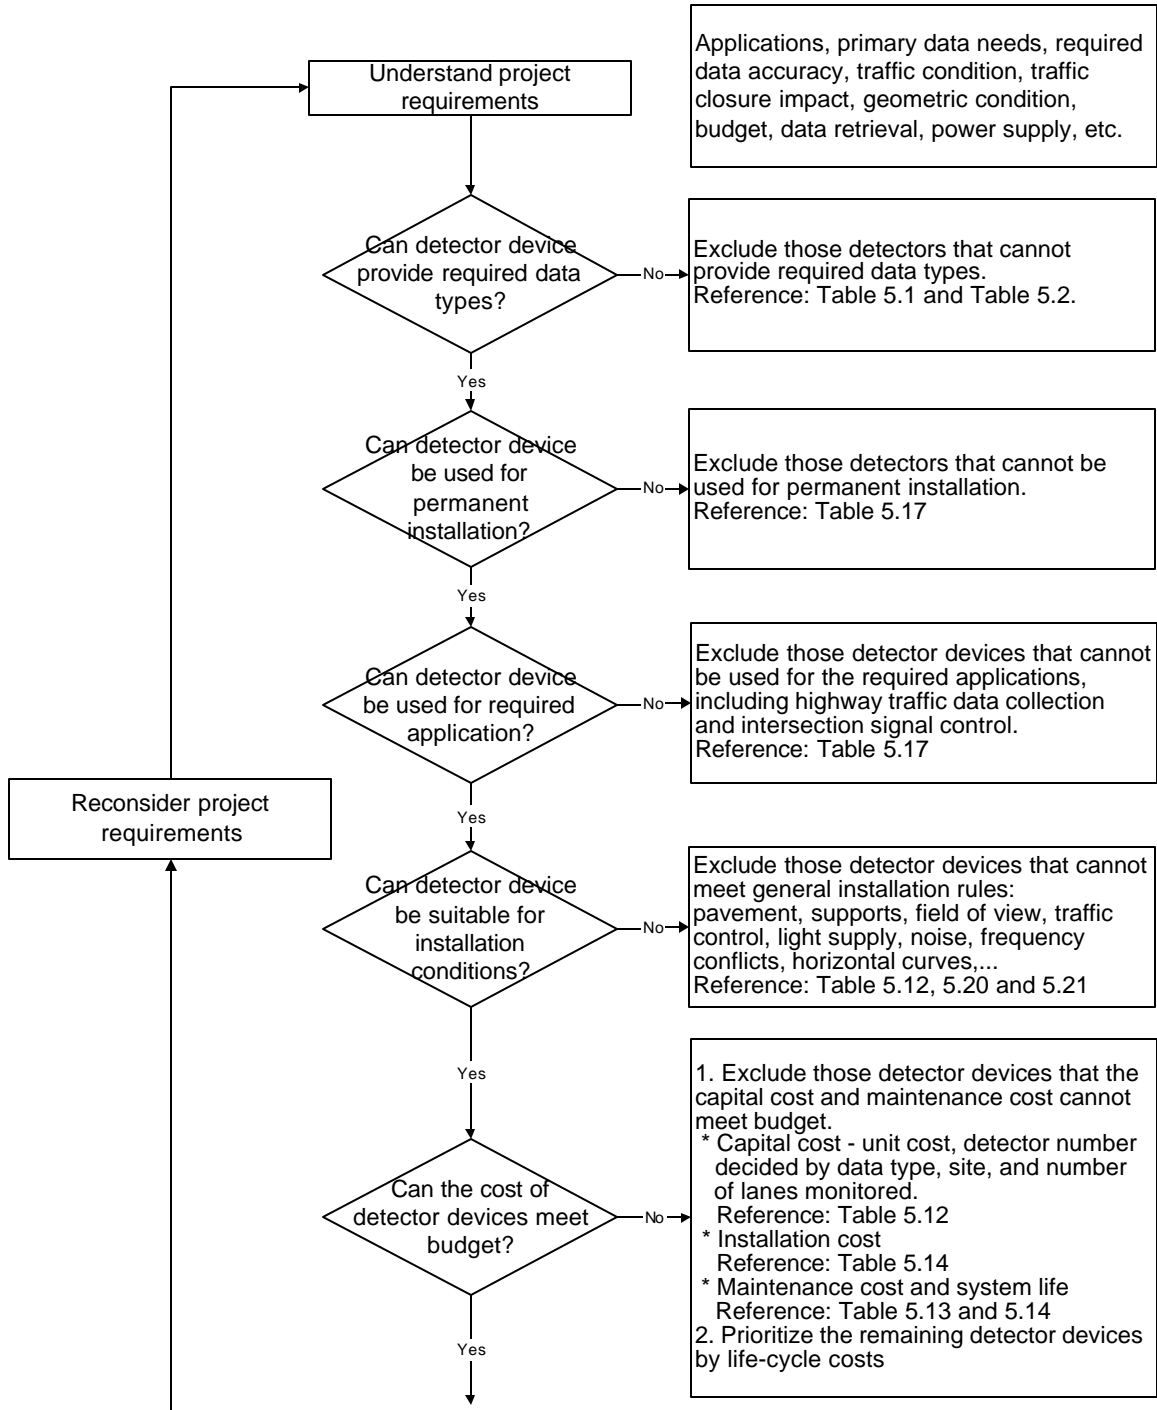 Understand project
requirements
Applications, primary data needs, required
data accuracy, traffic condition, traffic
closure impact, geometric condition,
budget, data retrieval, power supply, etc.
Can detector device
provide required data
types?
No
Exclude those detectors that cannot
provide required data types.
Reference: Table 5.1 and Table 5.2.
Yes
Can detector device
be used for
permanent
installation?
No
Exclude those detectors that cannot be
used for permanent installation.
Reference: Table 5.17
Yes
Can detector device
be used for required
application?
No
Exclude those detector devices that cannot
be used for the required applications,
including highway traffic data collection
and intersection signal control.
Reference: Table 5.17
Reconsider project
requirements
Yes
Can detector device
be suitable for
installation
conditions?
No
Exclude those detector devices that cannot
meet general installation rules:
pavement, supports, field of view, traffic
control, light supply, noise, frequency
conflicts, horizontal curves,...
Reference: Table 5.12, 5.20 and 5.21
Yes
Can the cost of
detector devices meet
budget?
No
1. Exclude those detector devices that the
capital cost and maintenance cost cannot
meet budget.
* Capital cost - unit cost, detector number
decided by data type, site, and number
of lanes monitored.
Reference: Table 5.12
* Installation cost
Reference: Table 5.14
* Maintenance cost and system life
Reference: Table 5.13 and 5.14
2. Prioritize the remaining detector devices
by life-cycle costs
Yes